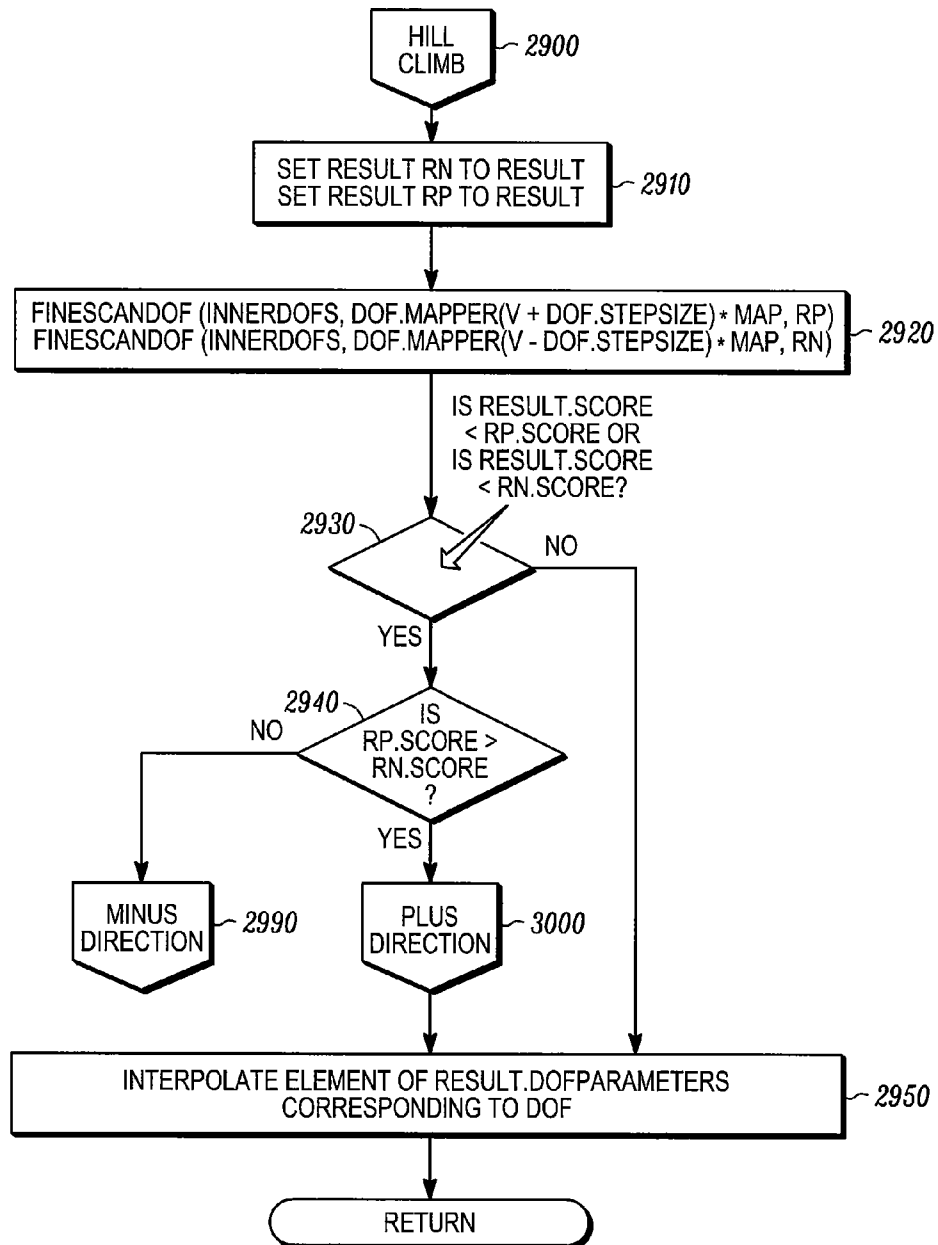 HILL
CLIMB
2900
SET RESULT RN TO RESULT
SET RESULT RP TO RESULT
2910
FINESCANDOF (INNERDOFS, DOF.MAPPER(V + DOF.STEPSIZE) * MAP, RP)
FINESCANDOF (INNERDOFS, DOF.MAPPER(V - DOF.STEPSIZE) * MAP, RN)
2920
IS RESULT.SCORE
< RP.SCORE OR
IS RESULT.SCORE
< RN.SCORE?
2930
NO
YES
2940
NO
IS
RP.SCORE >
RN.SCORE
?
YES
MINUS
DIRECTION
2990
PLUS
DIRECTION
3000
INTERPOLATE ELEMENT OF RESULT.DOFPARAMETERS
CORRESPONDING TO DOF
2950
RETURN